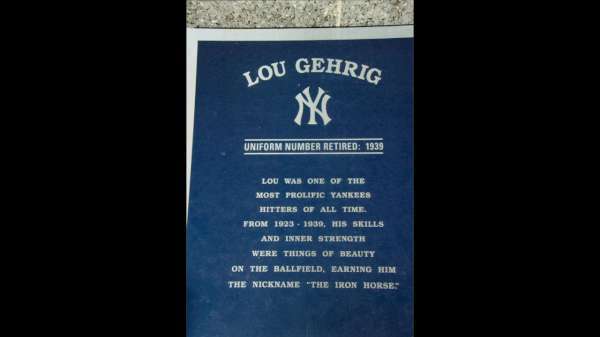 LOU GEHRIG
NY
UNIFORM NUMBER RETIRED: 1939
LOU WAS ONE OF THE
MOST PROLIFIC YANKEES
HITTERS OF ALL TIME.
FROM 1923 - 1939, HIS SKILLS
AND INNER STRENGTH
WERE THINGS OF BEAUTY
ON THE BALLFIELD, EARNING HIM
THE NICKNAME "THE IRON HORSE."